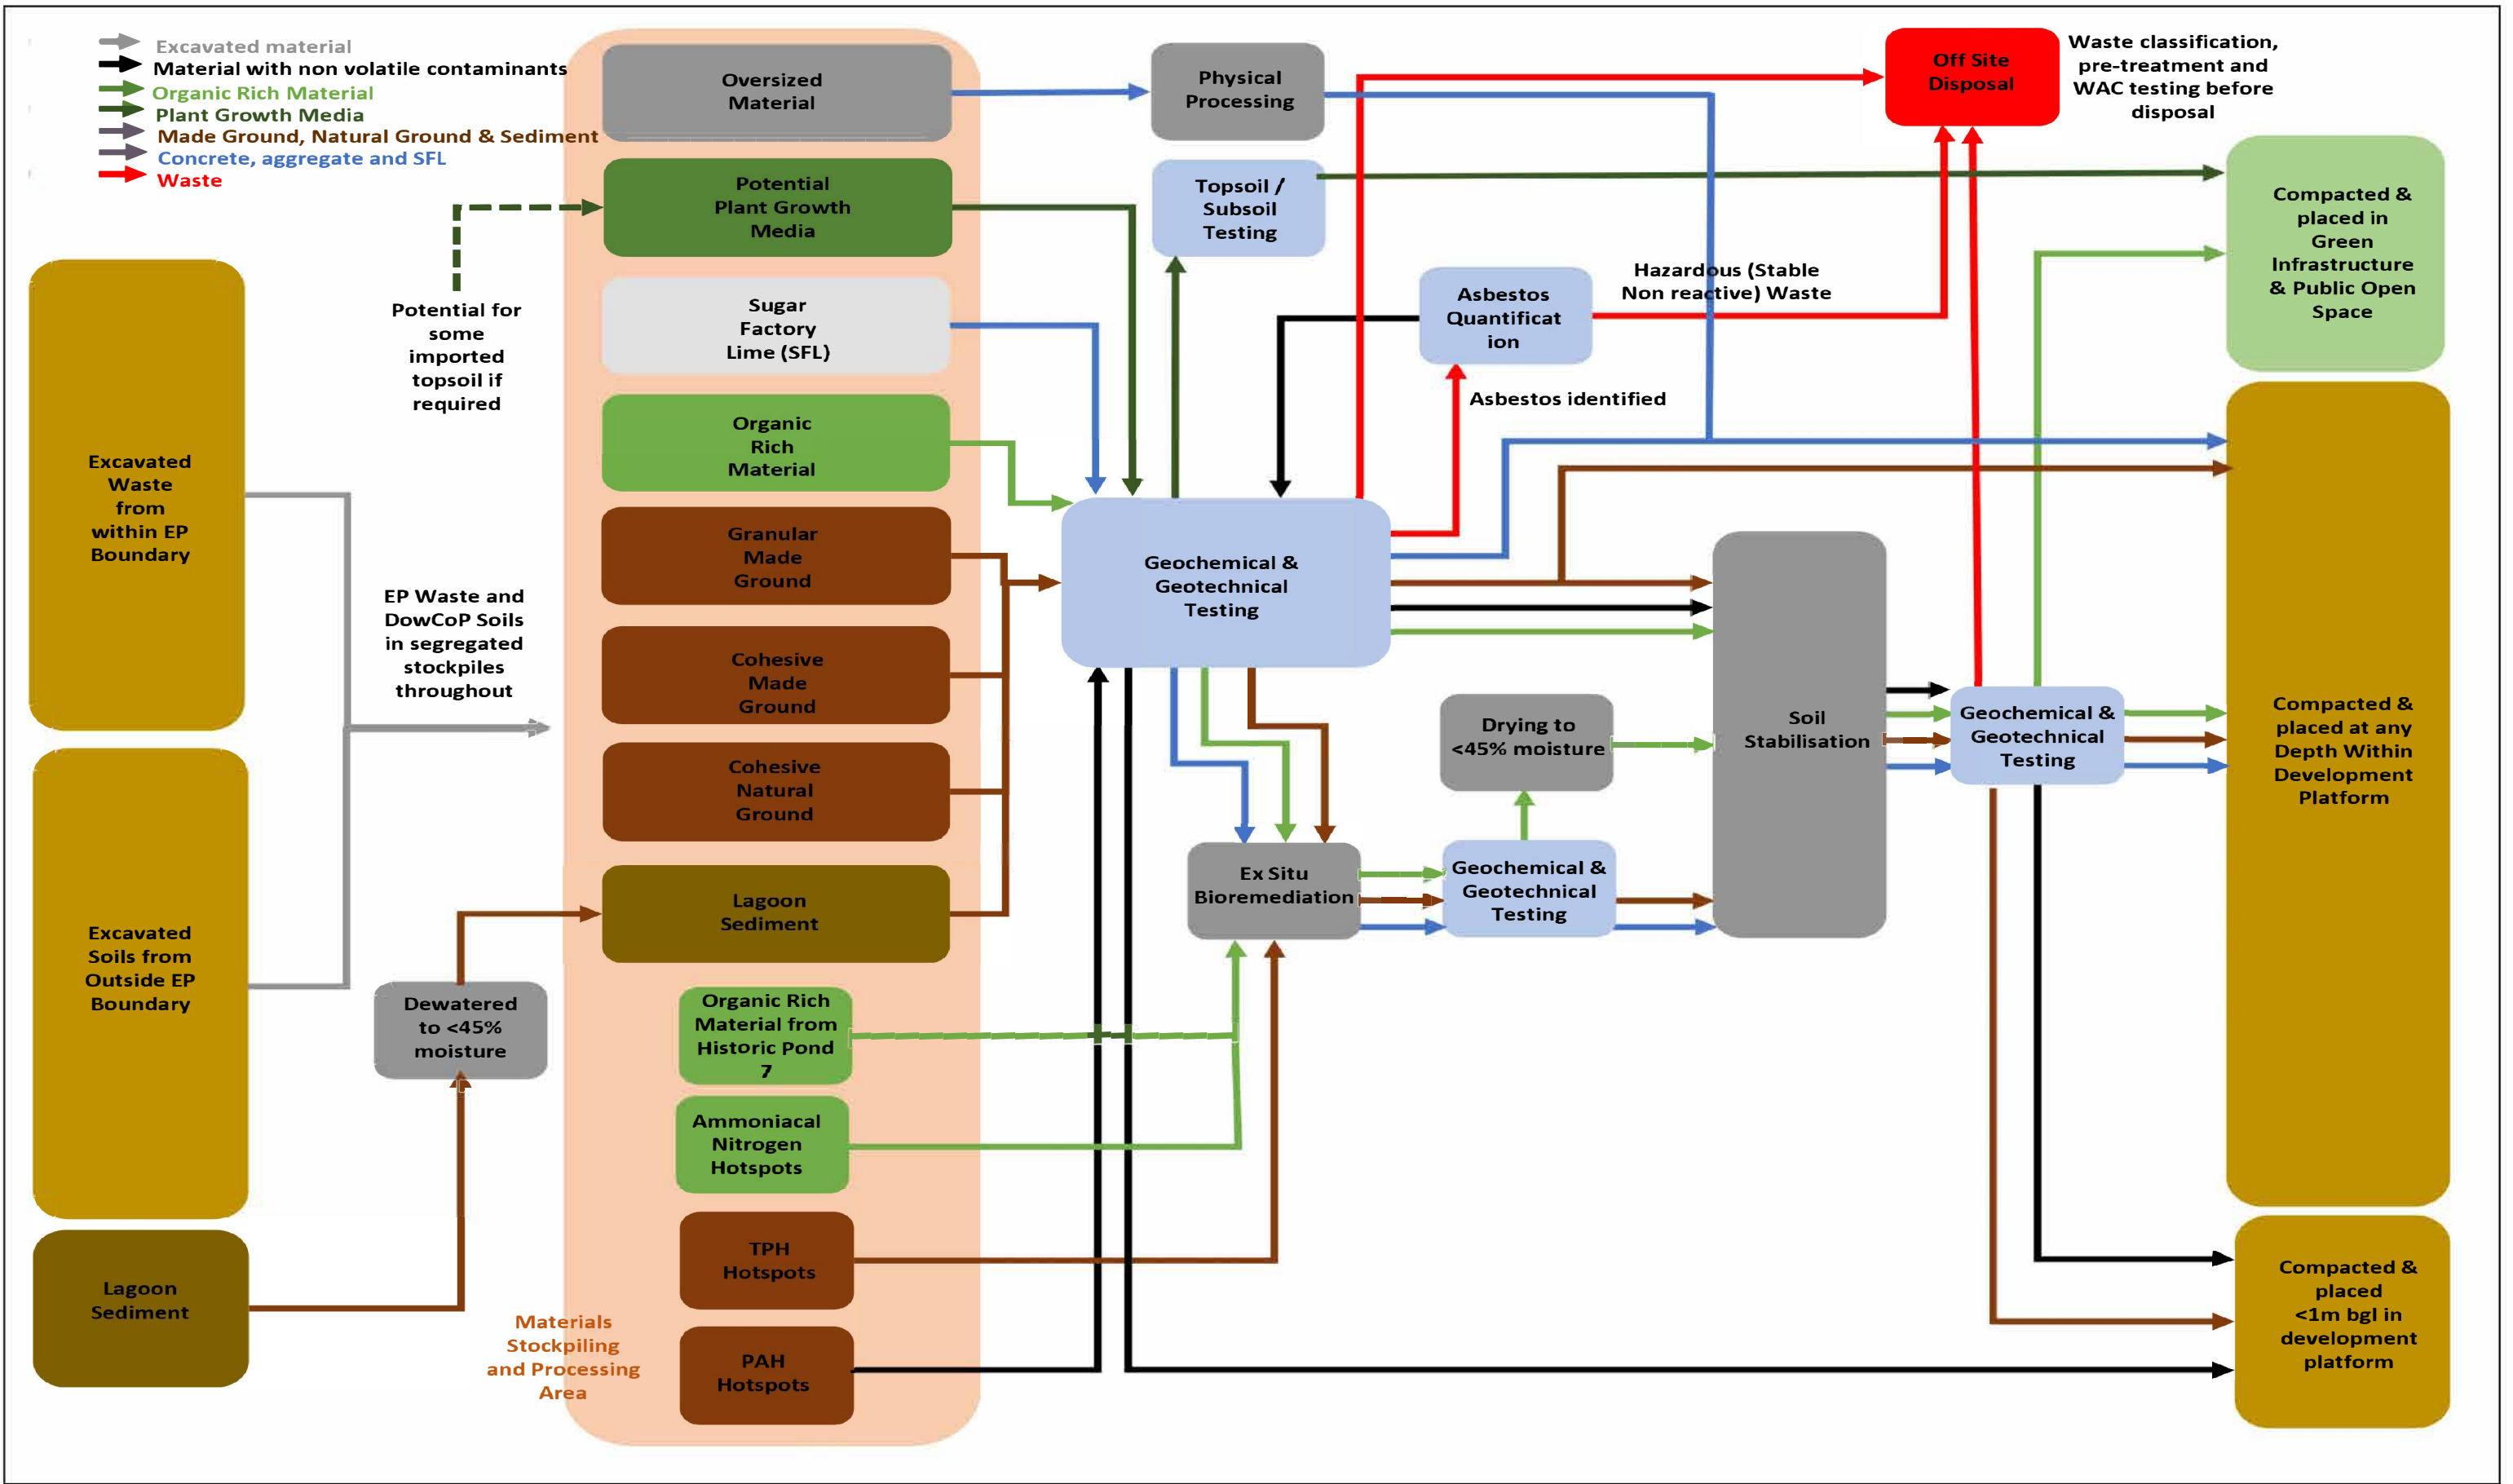 Excavated material
Material with non volatile contaminants
Organic Rich Material
Plant Growth Media
Made Ground, Natural Ground & Sediment
Concrete, aggregate and SFL
Waste
Excavated
Waste
from
within EP
Boundary
Excavated
Soils from
Outside EP
Boundary
Lagoon
Sediment
Potential for
some
imported
topsoil if
required
EP Waste and
DowCoP Soils
in segregated
stockpiles
throughout
Dewatered
to <45%
moisture
Oversized
Material
Potential
Plant Growth
Media
Sugar
Factory
Lime (SFL)
Organic
Rich
Material
Granular
Made
Ground
Cohesive
Made
Ground
Cohesive
Natural
Ground
Lagoon
Sediment
Organic Rich
Material from
Historic Pond
7
Ammoniacal
Nitrogen
Hotspots
TPH
Hotspots
PAH
Hotspots
Materials
Stockpiling
and Processing
Area
Physical
Processing
Topsoil /
Subsoil
Testing
Asbestos
Quantificat
ion
Hazardous (Stable
Non reactive) Waste
Asbestos identified
Geochemical &
Geotechnical
Testing
Ex Situ
Bioremediation
Drying to
<45% moisture
Geochemical &
Geotechnical
Testing
Soil
Stabilisation
Geochemical &
Geotechnical
Testing
Off Site
Disposal
Waste classification,
pre-treatment and
WAC testing before
disposal
Compacted &
placed in
Green
Infrastructure
& Public Open
Space
Compacted &
placed at any
Depth Within
Development
Platform
Compacted &
placed
<1m bgl in
development
platform